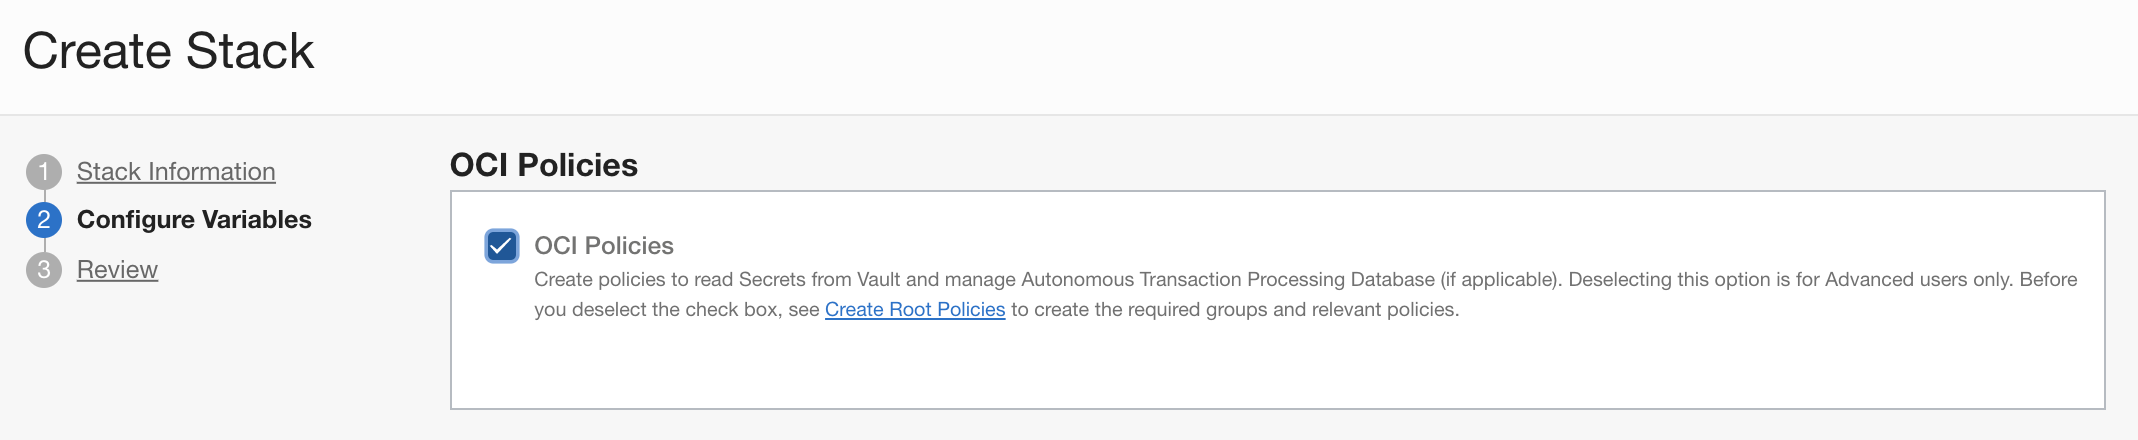 Create Stack
1 Stack Information
2 Configure Variables
3 Review
OCI Policies
OCI Policies
Create policies to read Secrets from Vault and manage Autonomous Transaction Processing Database (if applicable). Deselecting this option is for Advanced users only. Before
you deselect the check box, see Create Root Policies to create the required groups and relevant policies.